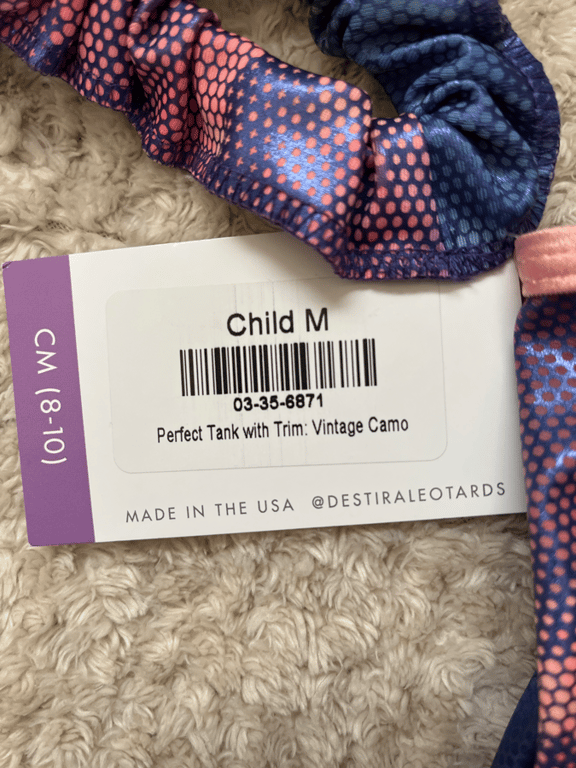 CM (8-10)
Child M
03-35-6871
Perfect Tank with Trim: Vintage Camo
MADE IN THE USA @DESTIRALEOTARDS